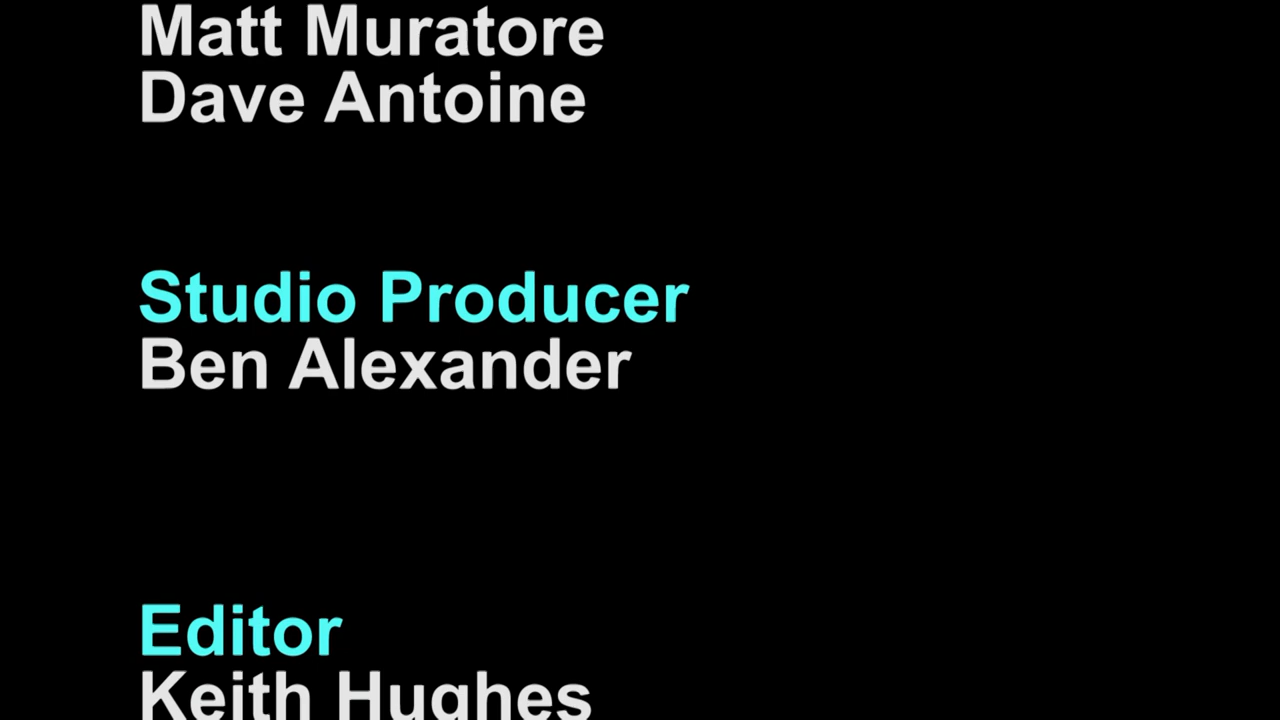 Matt Muratore
Dave Antoine
Studio Producer
Ben Alexander
Editor
Keith Hughes